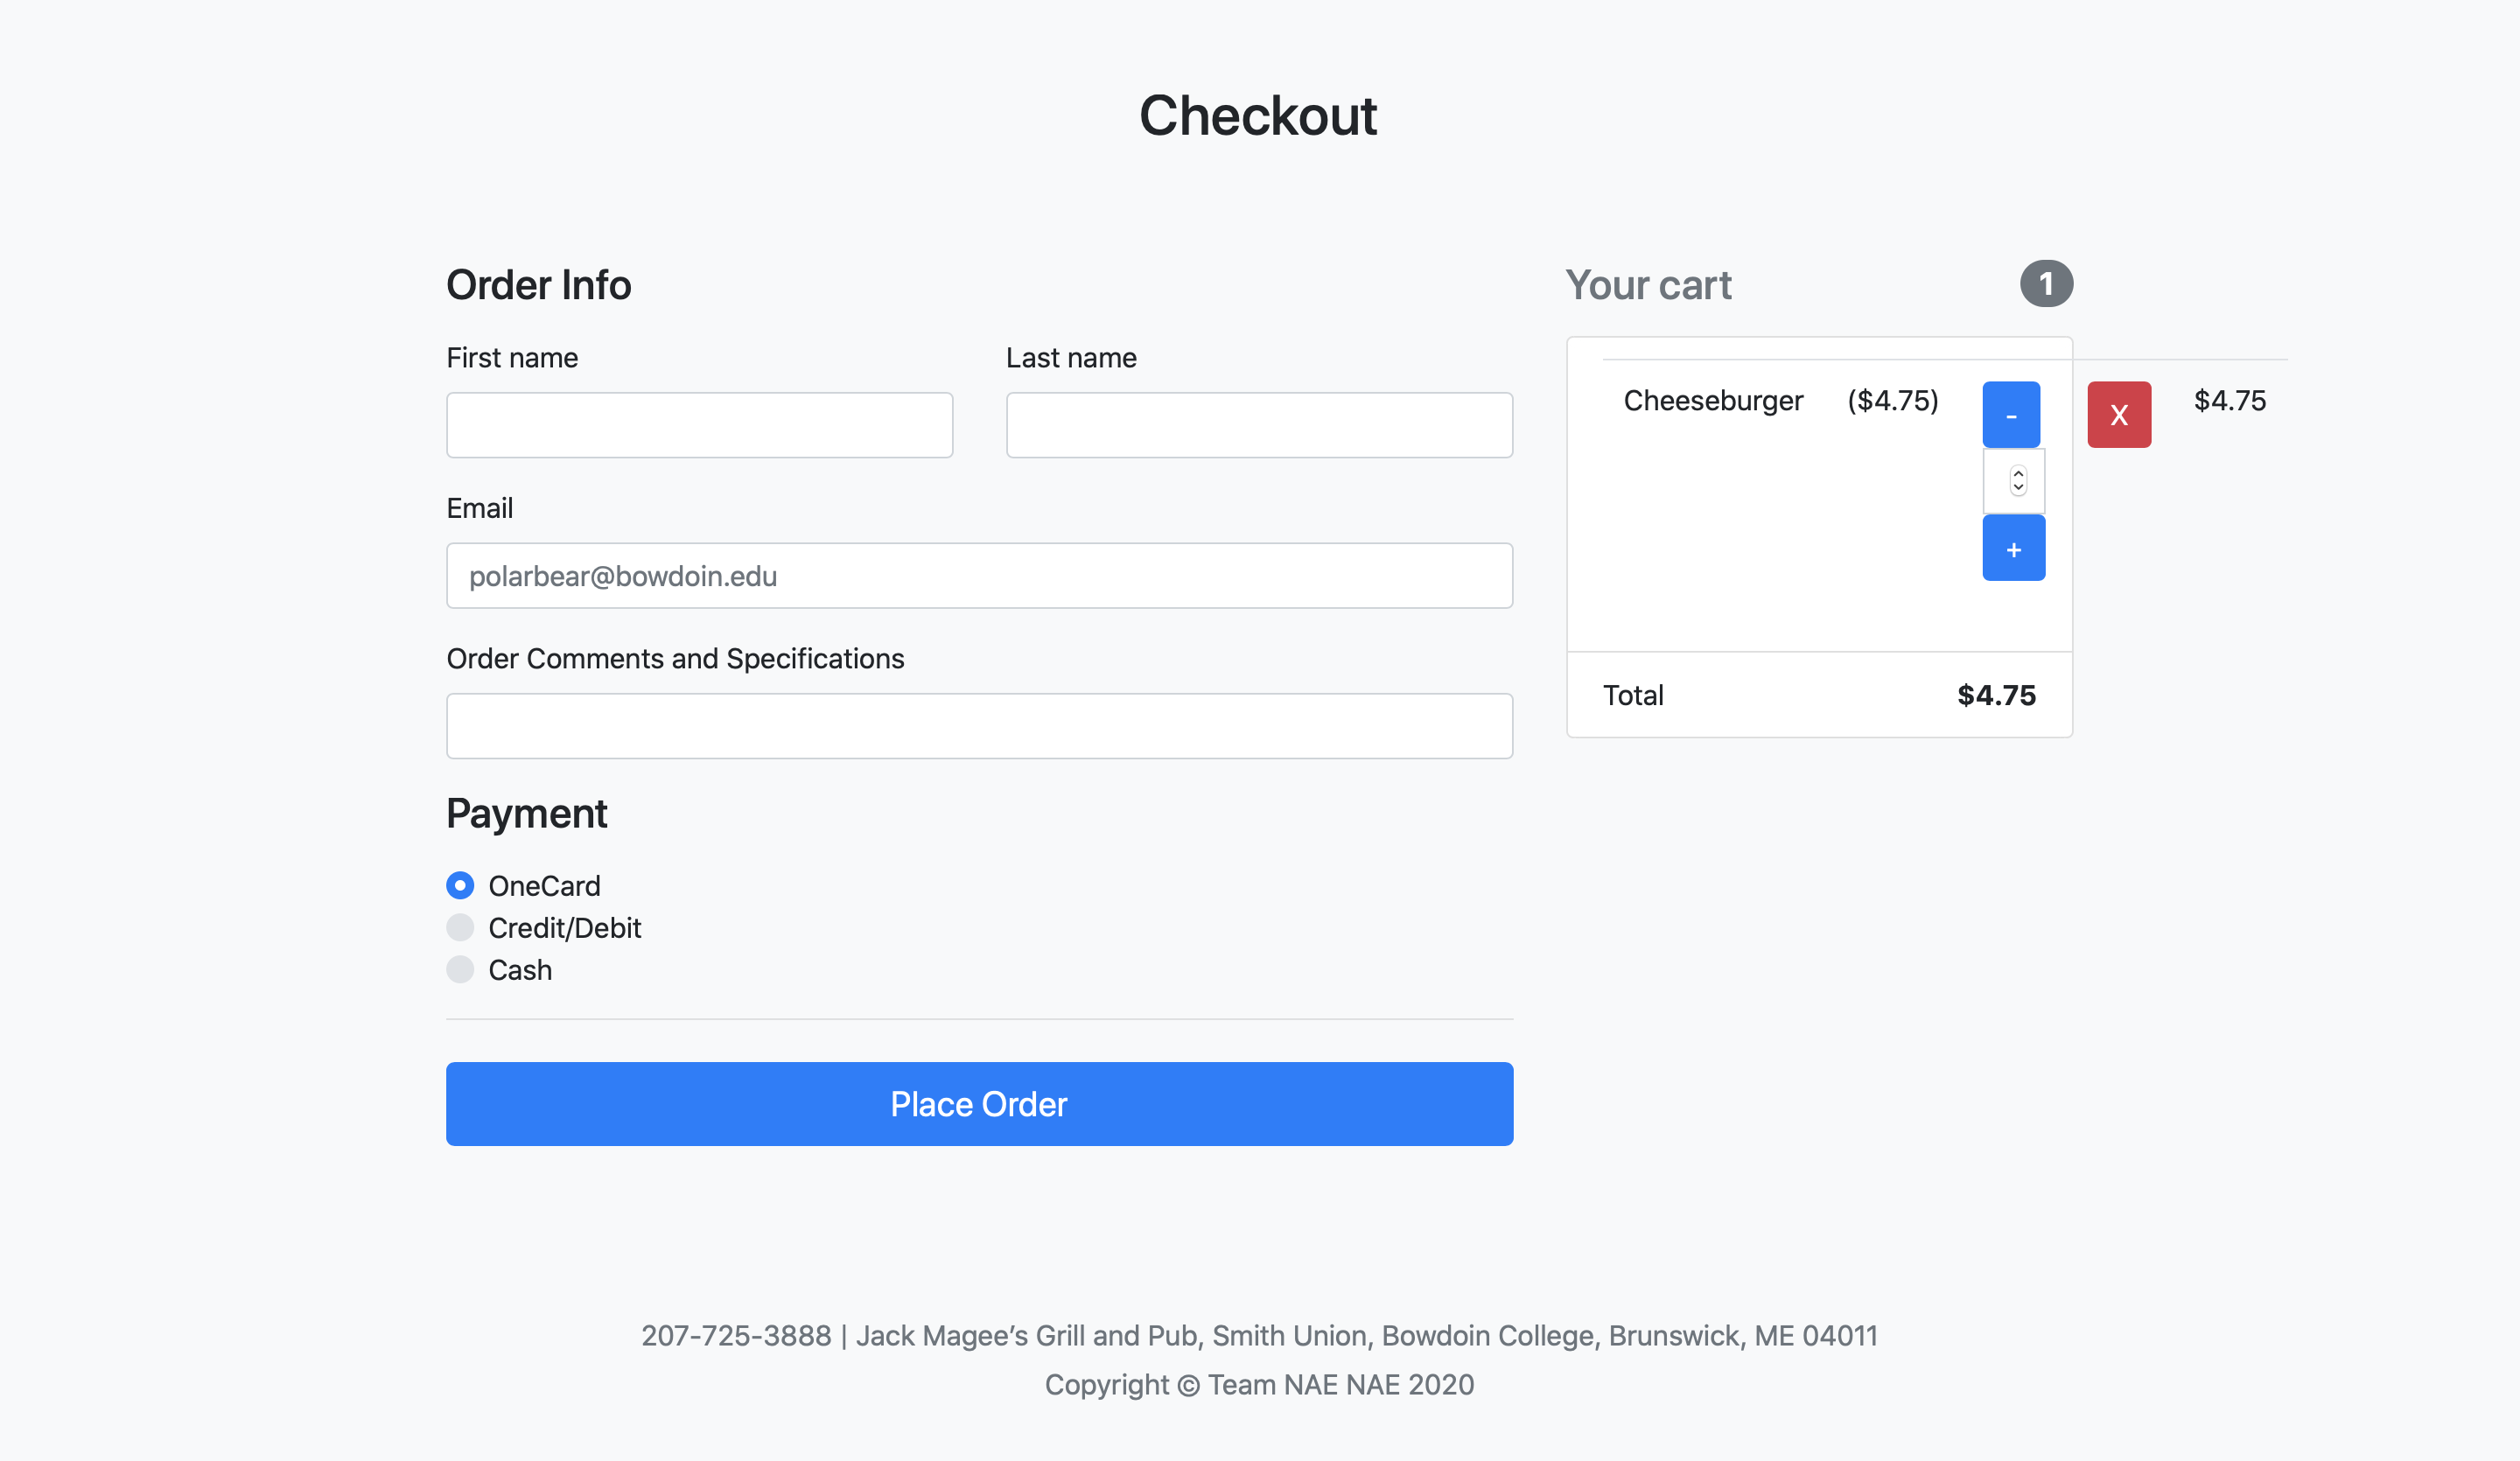 Checkout
Order Info
First name
Last name
Email
polarbear@bowdoin.edu
Order Comments and Specifications
Payment
OneCard
Credit/Debit
Cash
Place Order
Your cart 1
Cheeseburger ($4.75) - X $4.75
+
Total $4.75
207-725-3888 | Jack Magee’s Grill and Pub, Smith Union, Bowdoin College, Brunswick, ME 04011
Copyright © Team NAE NAE 2020